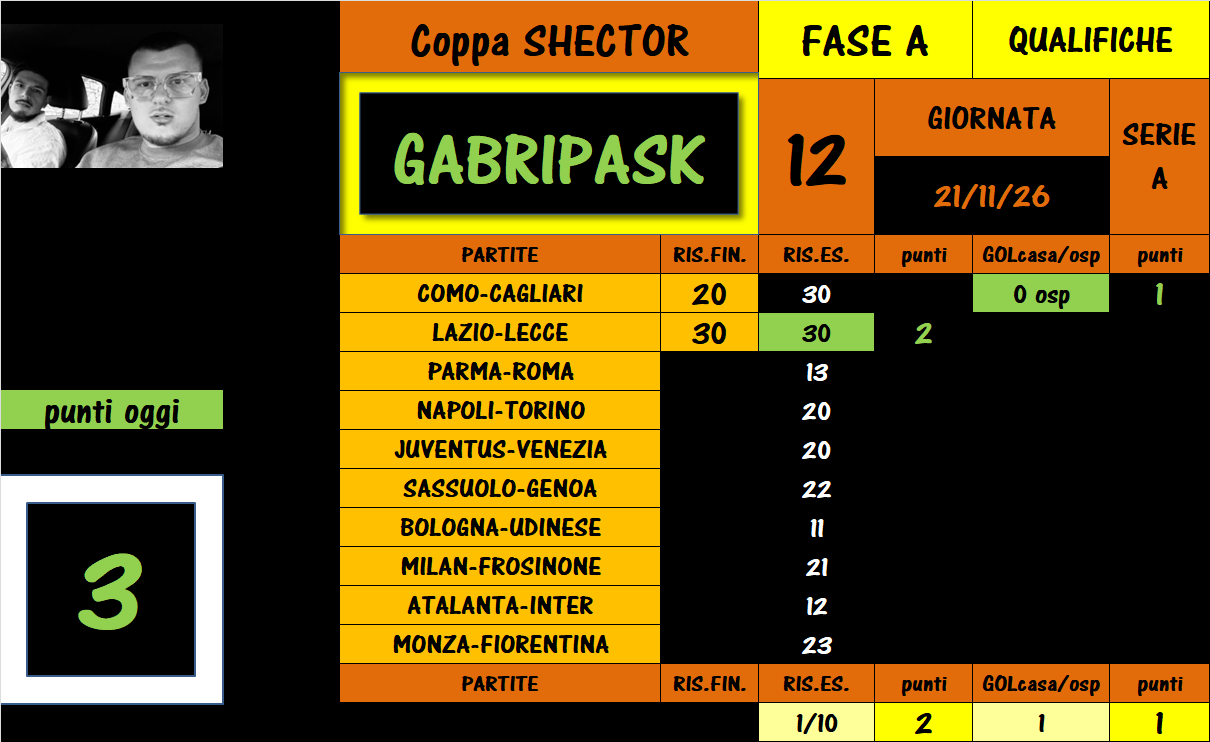 Coppa SHECTOR FASE A QUALIFICHE
GABRIPASK 12 GIORNATA SERIE A
21/11/26
PARTITE RIS.FIN. RIS.ES. punti GOLcasa/osp punti
COMO-CAGLIARI 20 30 0 osp 1
LAZIO-LECCE 30 30 2
PARMA-ROMA 13
punti oggi
NAPOLI-TORINO 20
JUVENTUS-VENEZIA 20
SASSUOLO-GENOA 22
BOLOGNA-UDINESE 11
MILAN-FROSINONE 21
3
ATALANTA-INTER 12
MONZA-FIORENTINA 23
PARTITE RIS.FIN. RIS.ES. punti GOLcasa/osp punti
1/10 2 1 1